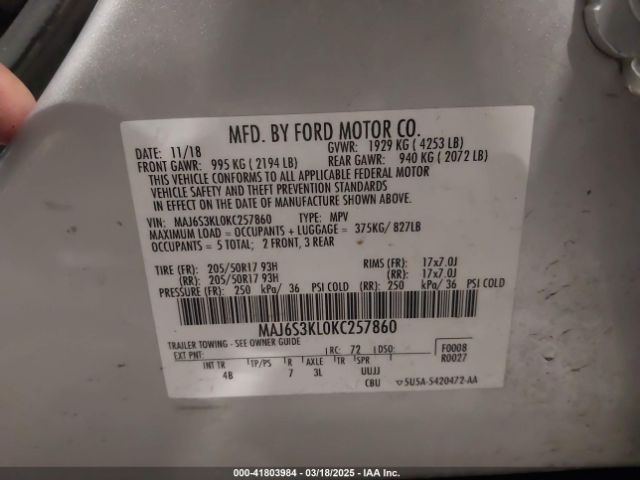 MFD. BY FORD MOTOR CO.
DATE: 11/18 GVWR: 1929 KG ( 4253 LB)
FRONT GAWR: 995 KG ( 2194 LB) REAR GAWR: 940 KG ( 2072 LB)
THIS VEHICLE CONFORMS TO ALL APPLICABLE FEDERAL MOTOR
VEHICLE SAFETY AND THEFT PREVENTION STANDARDS
IN EFFECT ON THE DATE OF MANUFACTURE SHOWN ABOVE.
VIN: MAJ6S3KL0KC257860 TYPE: MPV
MAXIMUM LOAD = OCCUPANTS + LUGGAGE = 375KG/ 827LB
OCCUPANTS = 5 TOTAL; 2 FRONT, 3 REAR
TIRE (FR): 205/50R17 93H RIMS (FR): 17x7.0J
(RR): 205/50R17 93H (RR): 17x7.0J
PRESSURE (FR): 250 kPa/ 36 PSI COLD (RR): 250 kPa/ 36 PSI COLD
MAJ6S3KL0KC257860
TRAILER TOWING - SEE OWNER GUIDE
EXT PNT: RC: 72 DSO: F0008
R0027
INT TR TP/PS R AXLE TR SPR
4B 7 3L UUJJ
CBU ▽5U5A-S420472-AA
000-41803984 - 03/18/2025 - IAA Inc.